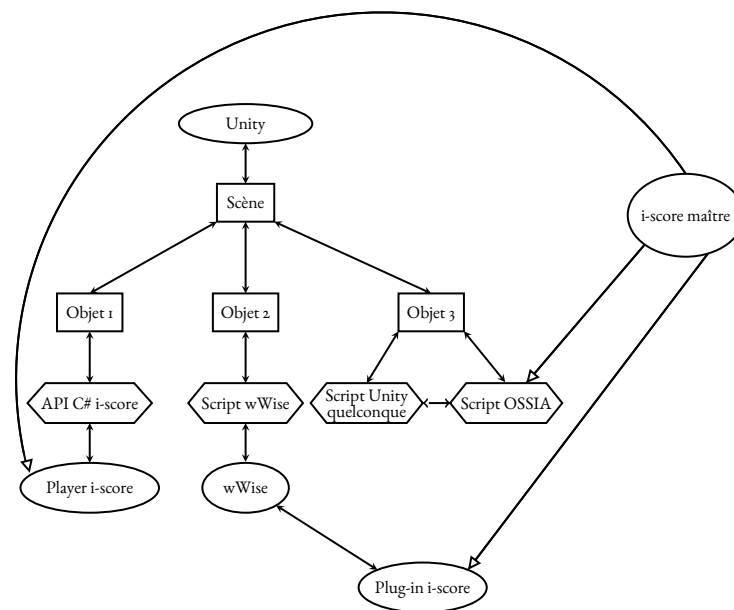 Unity
Scène
i-score maître
Objet 1
Objet 2
Objet 3
API C# i-score
Script wWise
Script Unity
quelconque
Script OSSIA
Player i-score
wWise
Plug-in i-score